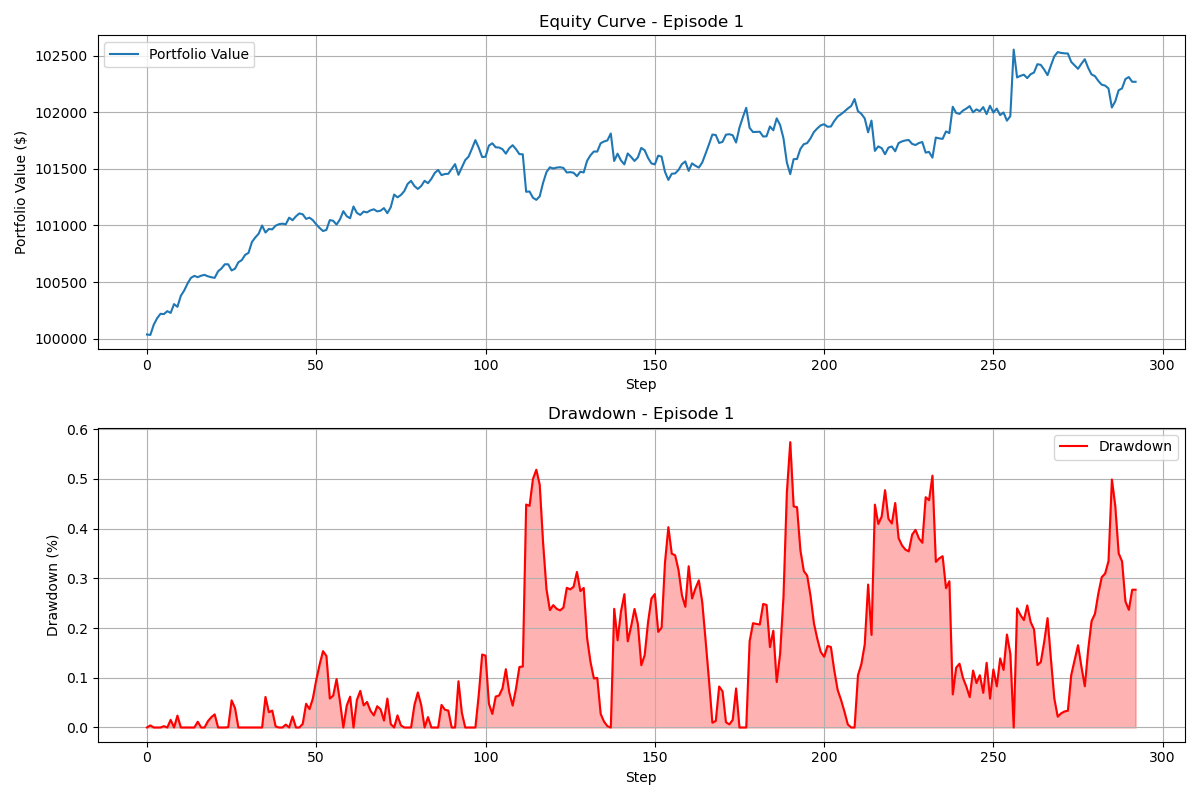 Equity Curve - Episode 1
Portfolio Value
Portfolio Value ($)
102500
102000
101500
101000
100500
100000
0 50 100 150 200 250 300
Step
Drawdown - Episode 1
Drawdown
Drawdown (%)
0.6
0.5
0.4
0.3
0.2
0.1
0.0
0 50 100 150 200 250 300
Step